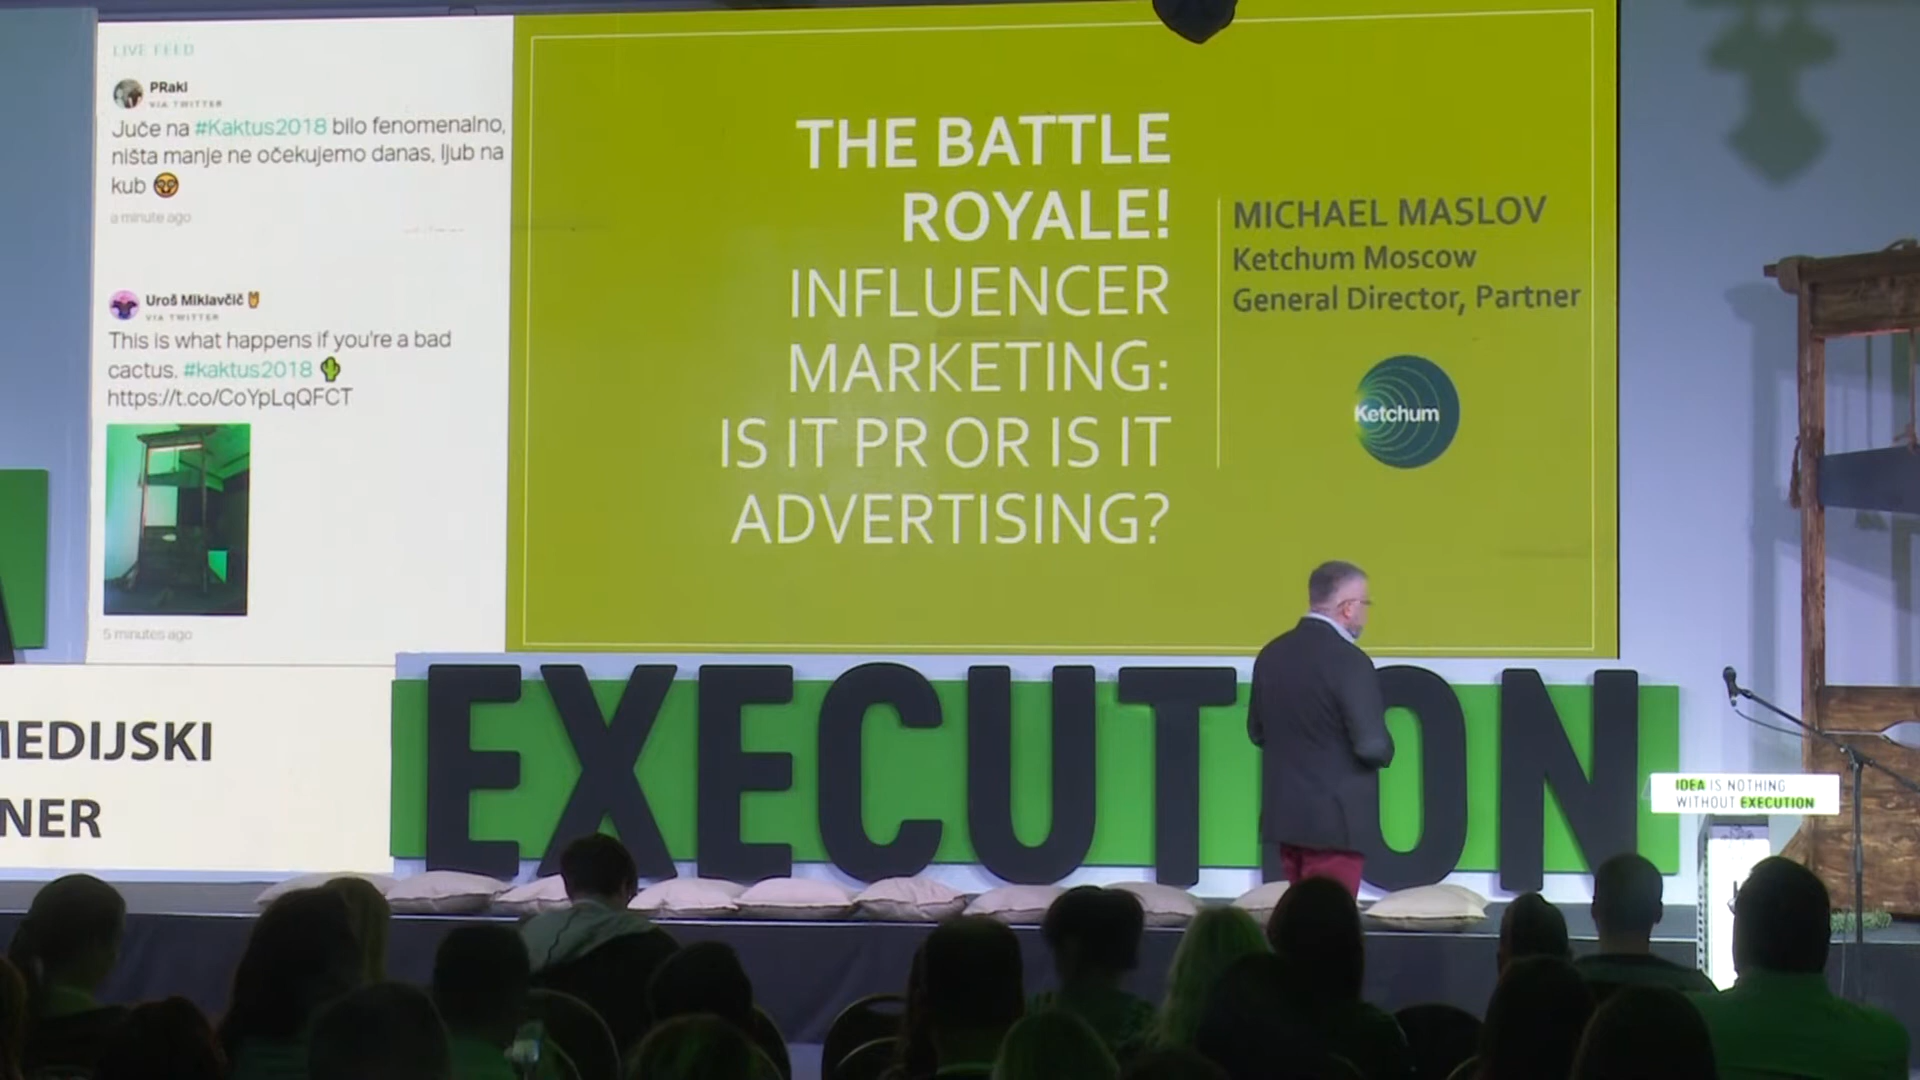 LIVE FEED
PRaki
VIA TWITTER
Juče na #Kaktus2018 bilo fenomenalno,
ništa manje ne očekujemo danas, ljub na
kub
a minute ago
Uroš Miklavčič
VIA TWITTER
This is what happens if you're a bad
cactus. #kaktus2018
https://t.co/CoYpLqQFCT
5 minutes ago
THE BATTLE
ROYALE!
INFLUENCER
MARKETING:
IS IT PR OR IS IT
ADVERTISING?
MICHAEL MASLOV
Ketchum Moscow
General Director, Partner
Ketchum
MEDIJSKI
NER
EXECUTION
IDEA IS NOTHING
WITHOUT EXECUTION